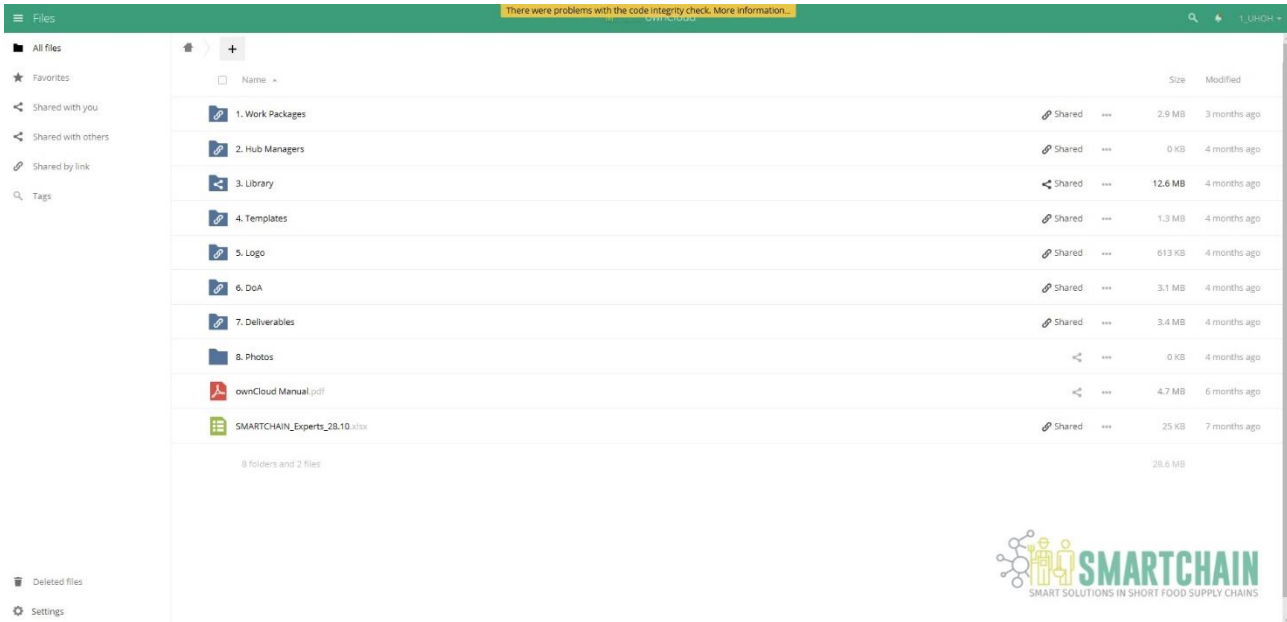 Files
There were problems with the code integrity check. More information...
ownCloud
1_UHOH
All files
Favorites
Shared with you
Shared with others
Shared by link
Tags
+
Name
Size
Modified
1. Work Packages
Shared
...
2.9 MB
3 months ago
2. Hub Managers
Shared
...
0 KB
4 months ago
3. Library
Shared
...
12.6 MB
4 months ago
4. Templates
Shared
...
1.3 MB
4 months ago
5. Logo
Shared
...
613 KB
4 months ago
6. DoA
Shared
...
3.1 MB
4 months ago
7. Deliverables
Shared
...
3.4 MB
4 months ago
8. Photos
...
0 KB
4 months ago
ownCloud Manual.pdf
...
4.7 MB
6 months ago
SMARTCHAIN_Experts_28.10.xlsx
Shared
...
25 KB
7 months ago
8 folders and 2 files
28.6 MB
SMARTCHAIN
SMART SOLUTIONS IN SHORT FOOD SUPPLY CHAINS
Deleted files
Settings